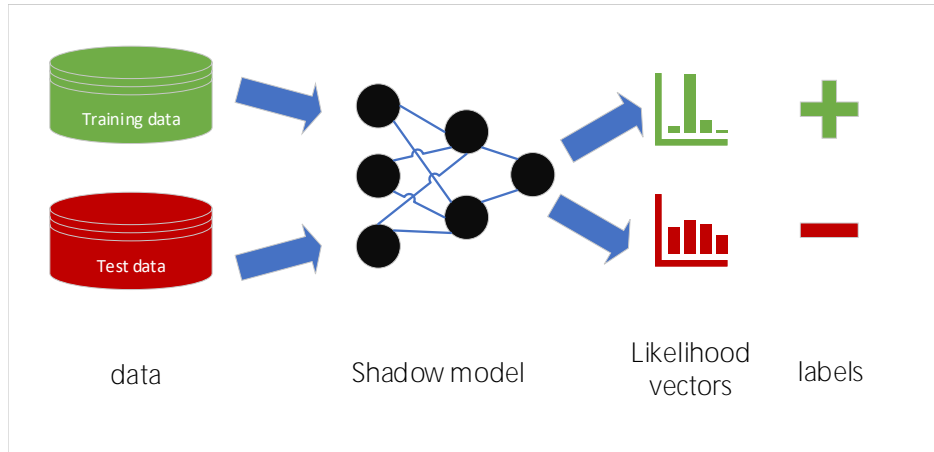 Training data
Test data
data
Shadow model
Likelihood
vectors
labels